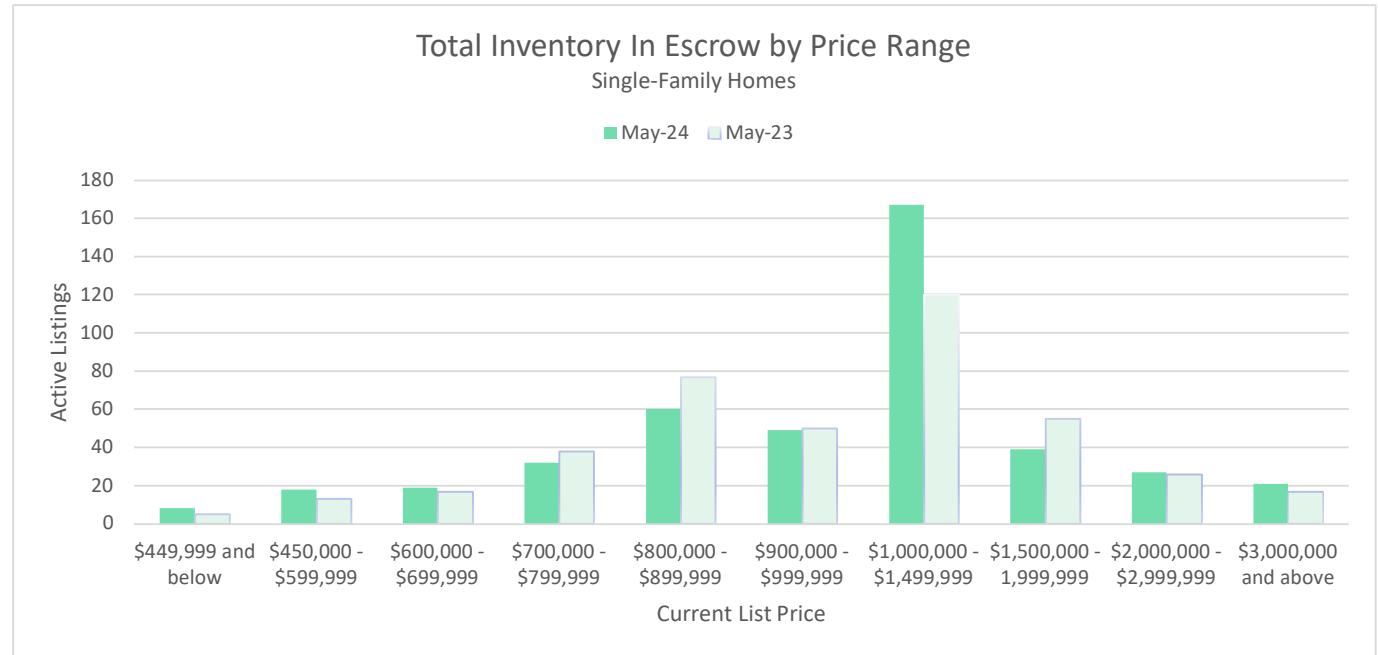 Total Inventory In Escrow by Price Range
Single-Family Homes
May-24 May-23
180
160
140
120
100
80
60
40
20
0
Active Listings
$449,999 and below
$450,000 - $599,999
$600,000 - $699,999
$700,000 - $799,999
$800,000 - $899,999
$900,000 - $999,999
$1,000,000 - $1,499,999
$1,500,000 - 1,999,999
$2,000,000 - $2,999,999
$3,000,000 and above
Current List Price